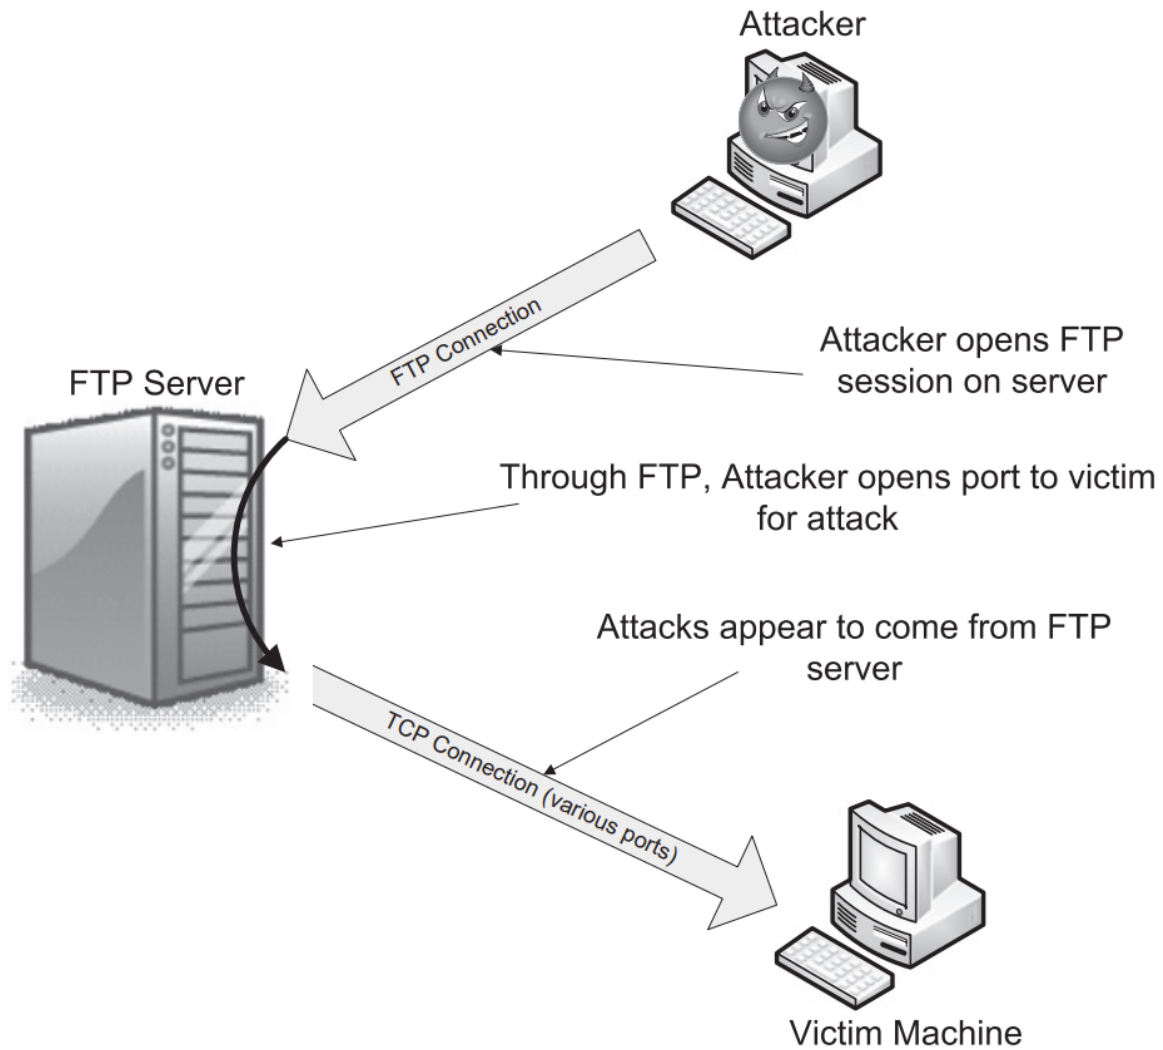 Attacker
FTP Connection
Attacker opens FTP
session on server
FTP Server
Through FTP, Attacker opens port to victim
for attack
Attacks appear to come from FTP
server
TCP Connection (various ports)
Victim Machine